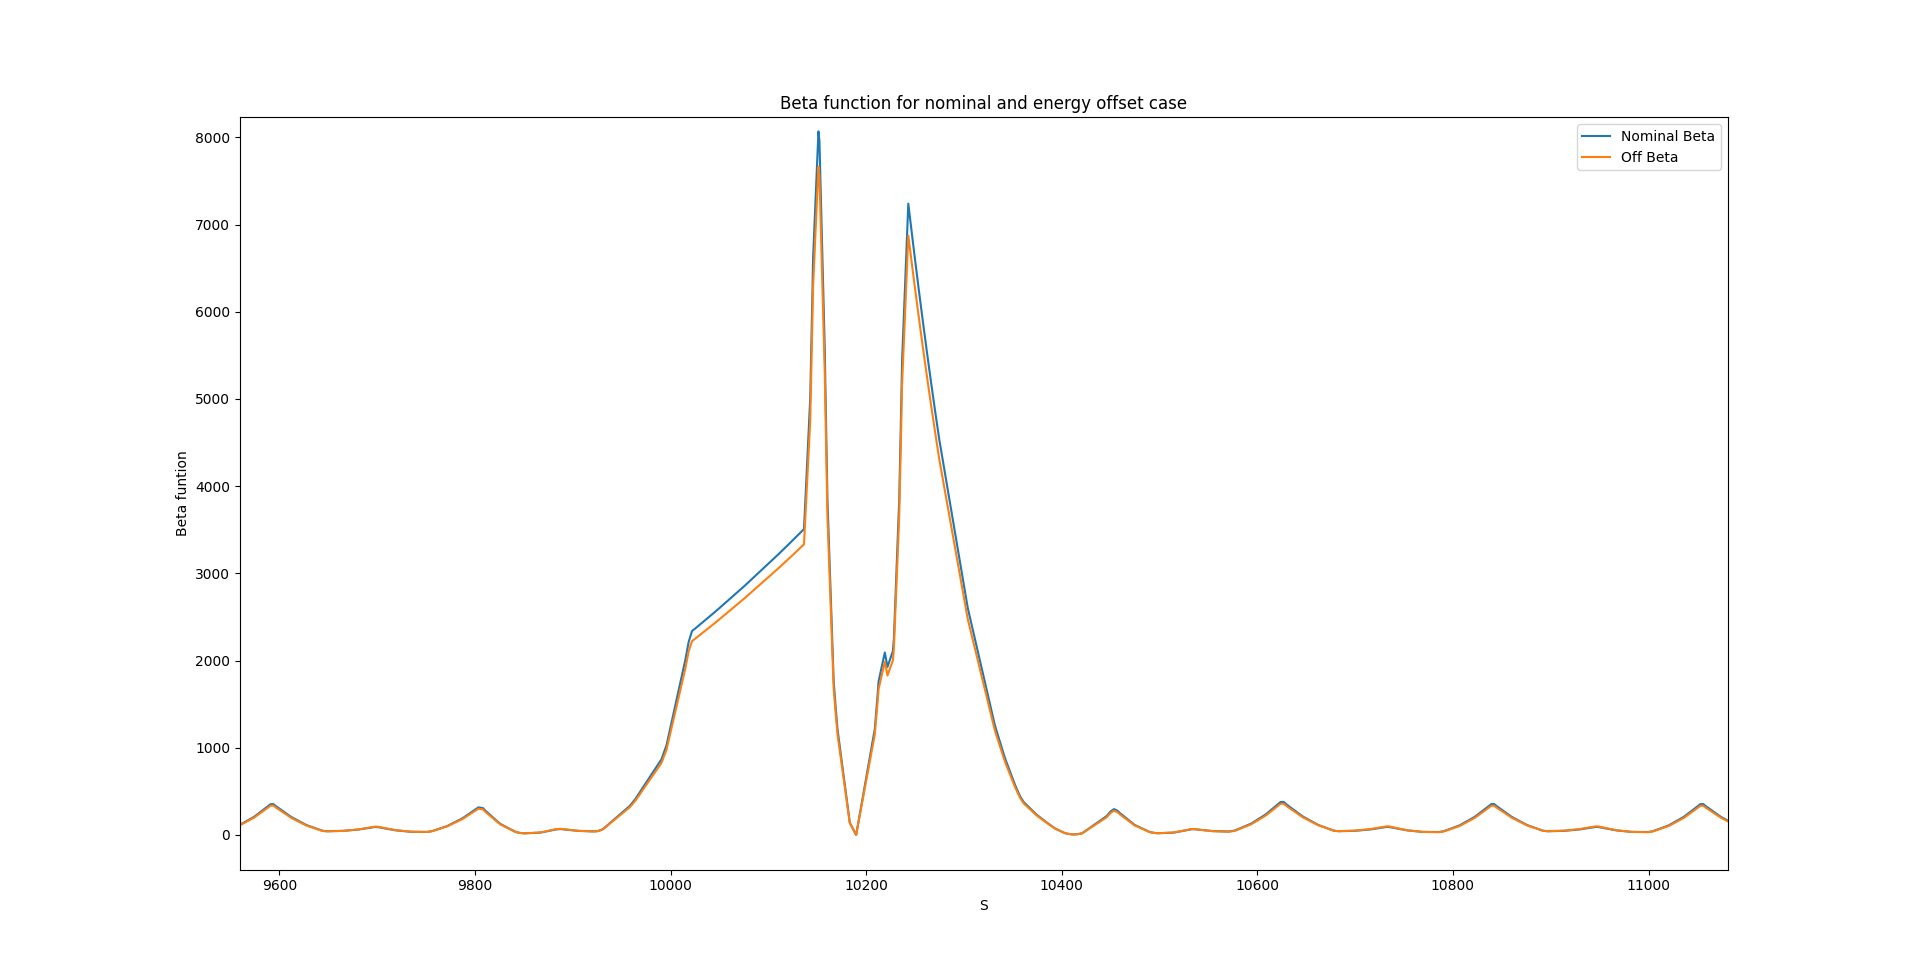 Beta function for nominal and energy offset case
Nominal Beta
Off Beta
8000
7000
6000
5000
4000
3000
2000
1000
0
Beta funtion
9600 9800 10000 10200 10400 10600 10800 11000
S